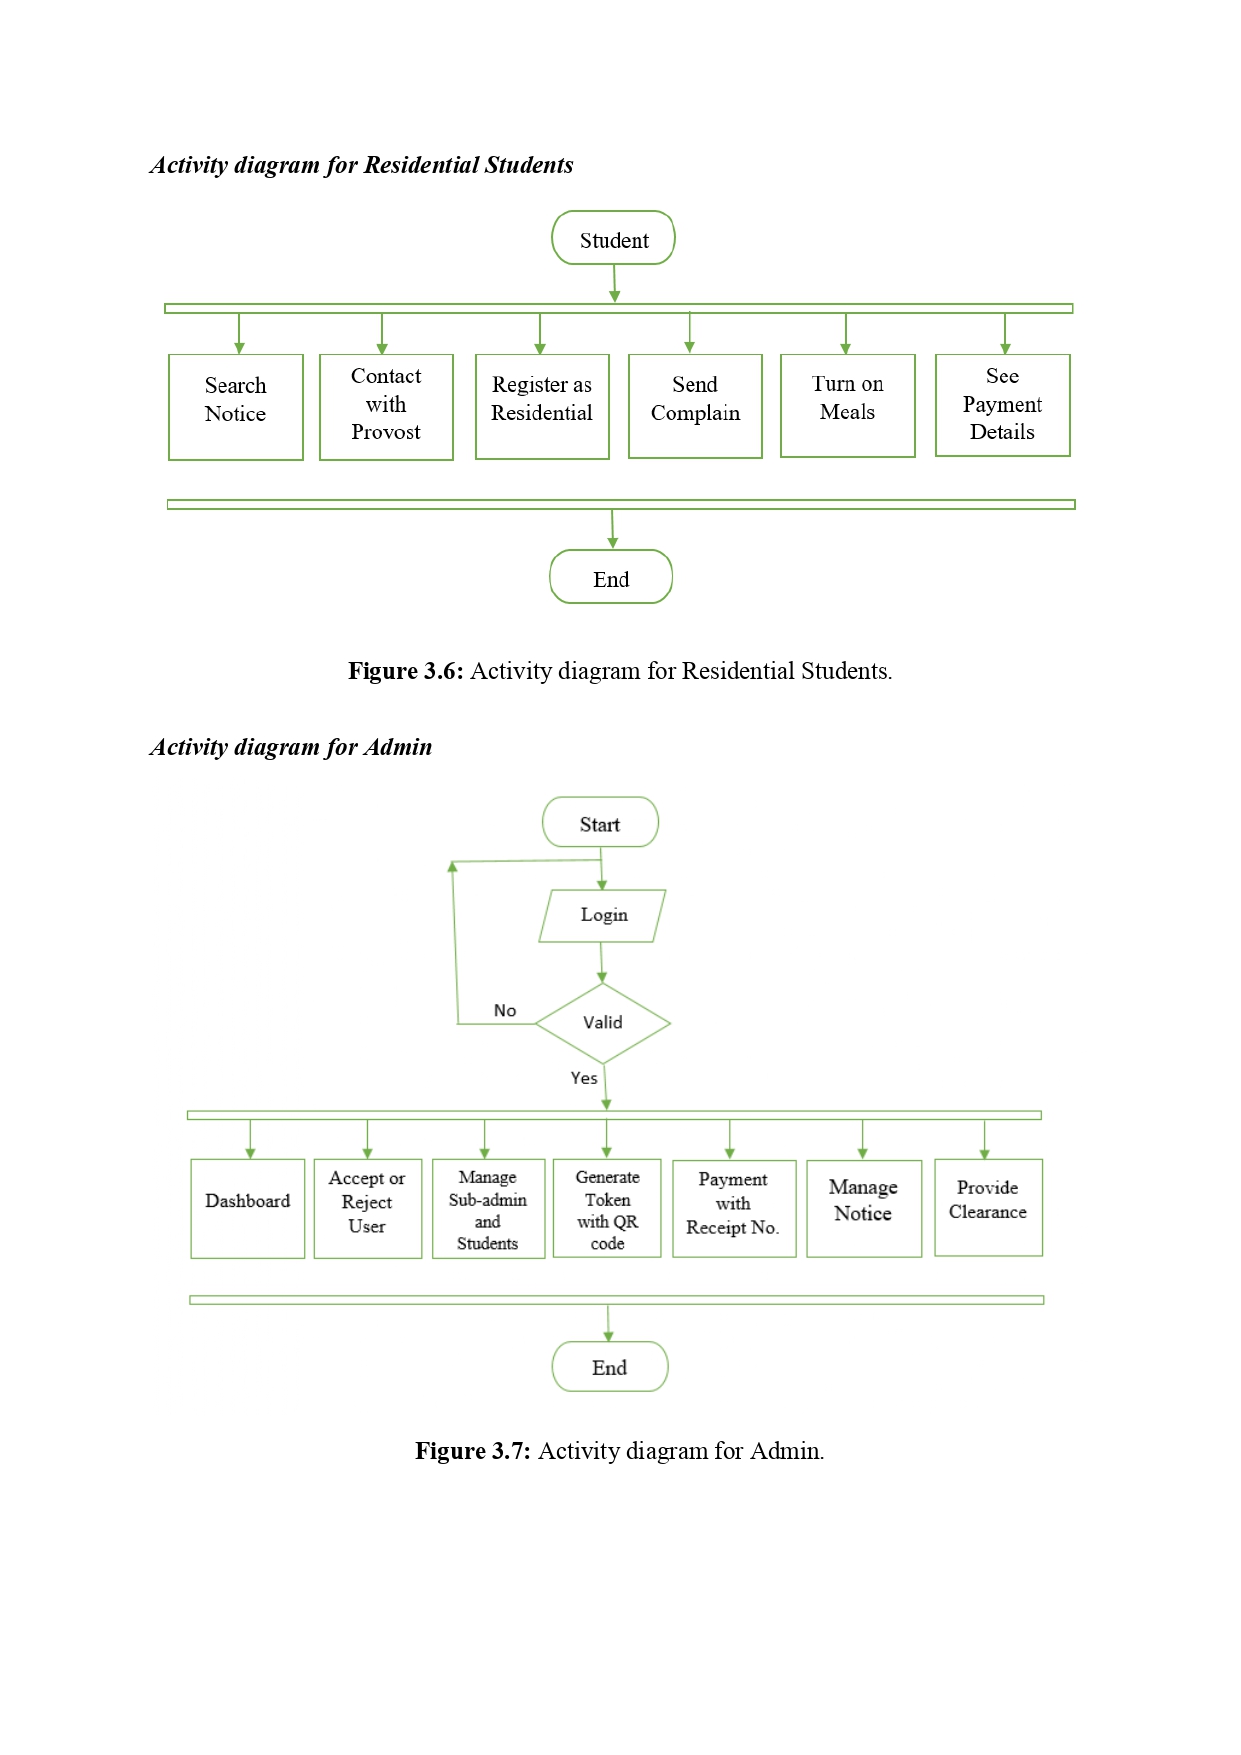 Activity diagram for Residential Students
Student
Search
Notice
Contact
with
Provost
Register as
Residential
Send
Complain
Turn on
Meals
See
Payment
Details
End
Figure 3.6: Activity diagram for Residential Students.
Activity diagram for Admin
Start
Login
Valid
No
Yes
Dashboard
Accept or
Reject
User
Manage
Sub-admin
and
Students
Generate
Token
with QR
code
Payment
with
Receipt No.
Manage
Notice
Provide
Clearance
End
Figure 3.7: Activity diagram for Admin.